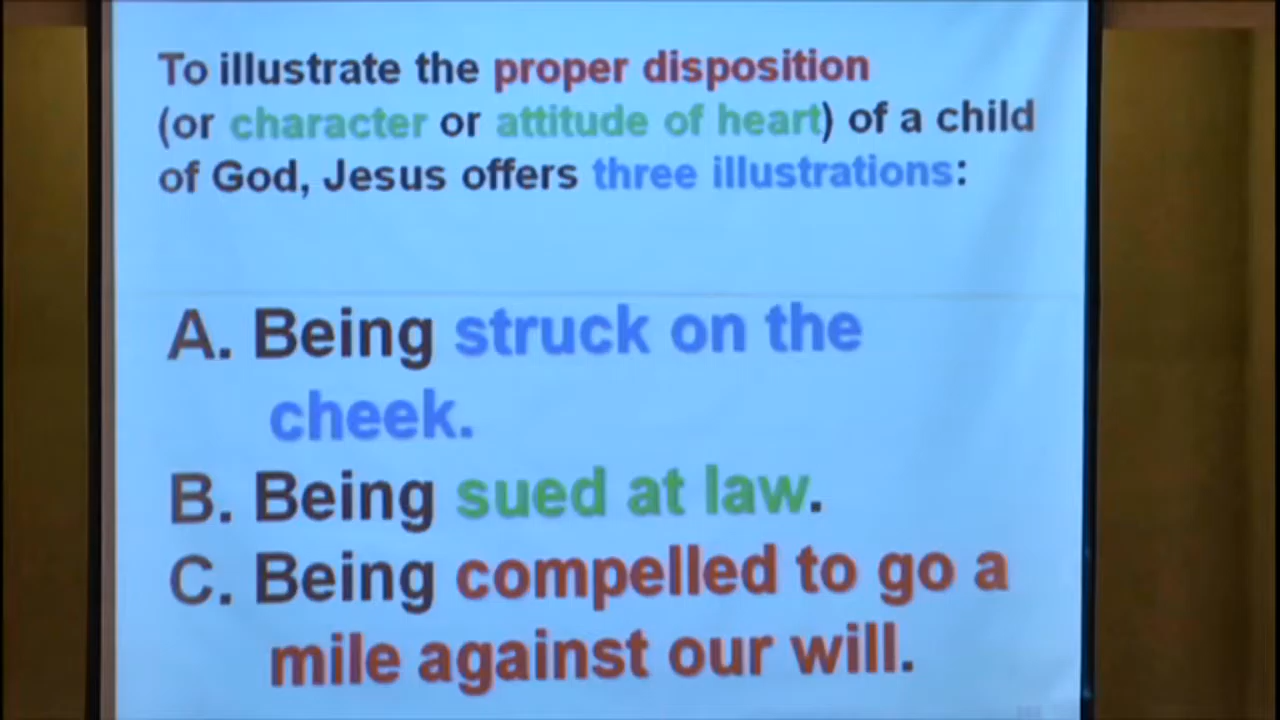 To illustrate the proper disposition
(or character or attitude of heart) of a child
of God, Jesus offers three illustrations:
A. Being struck on the
cheek.
B. Being sued at law.
C. Being compelled to go a
mile against our will.